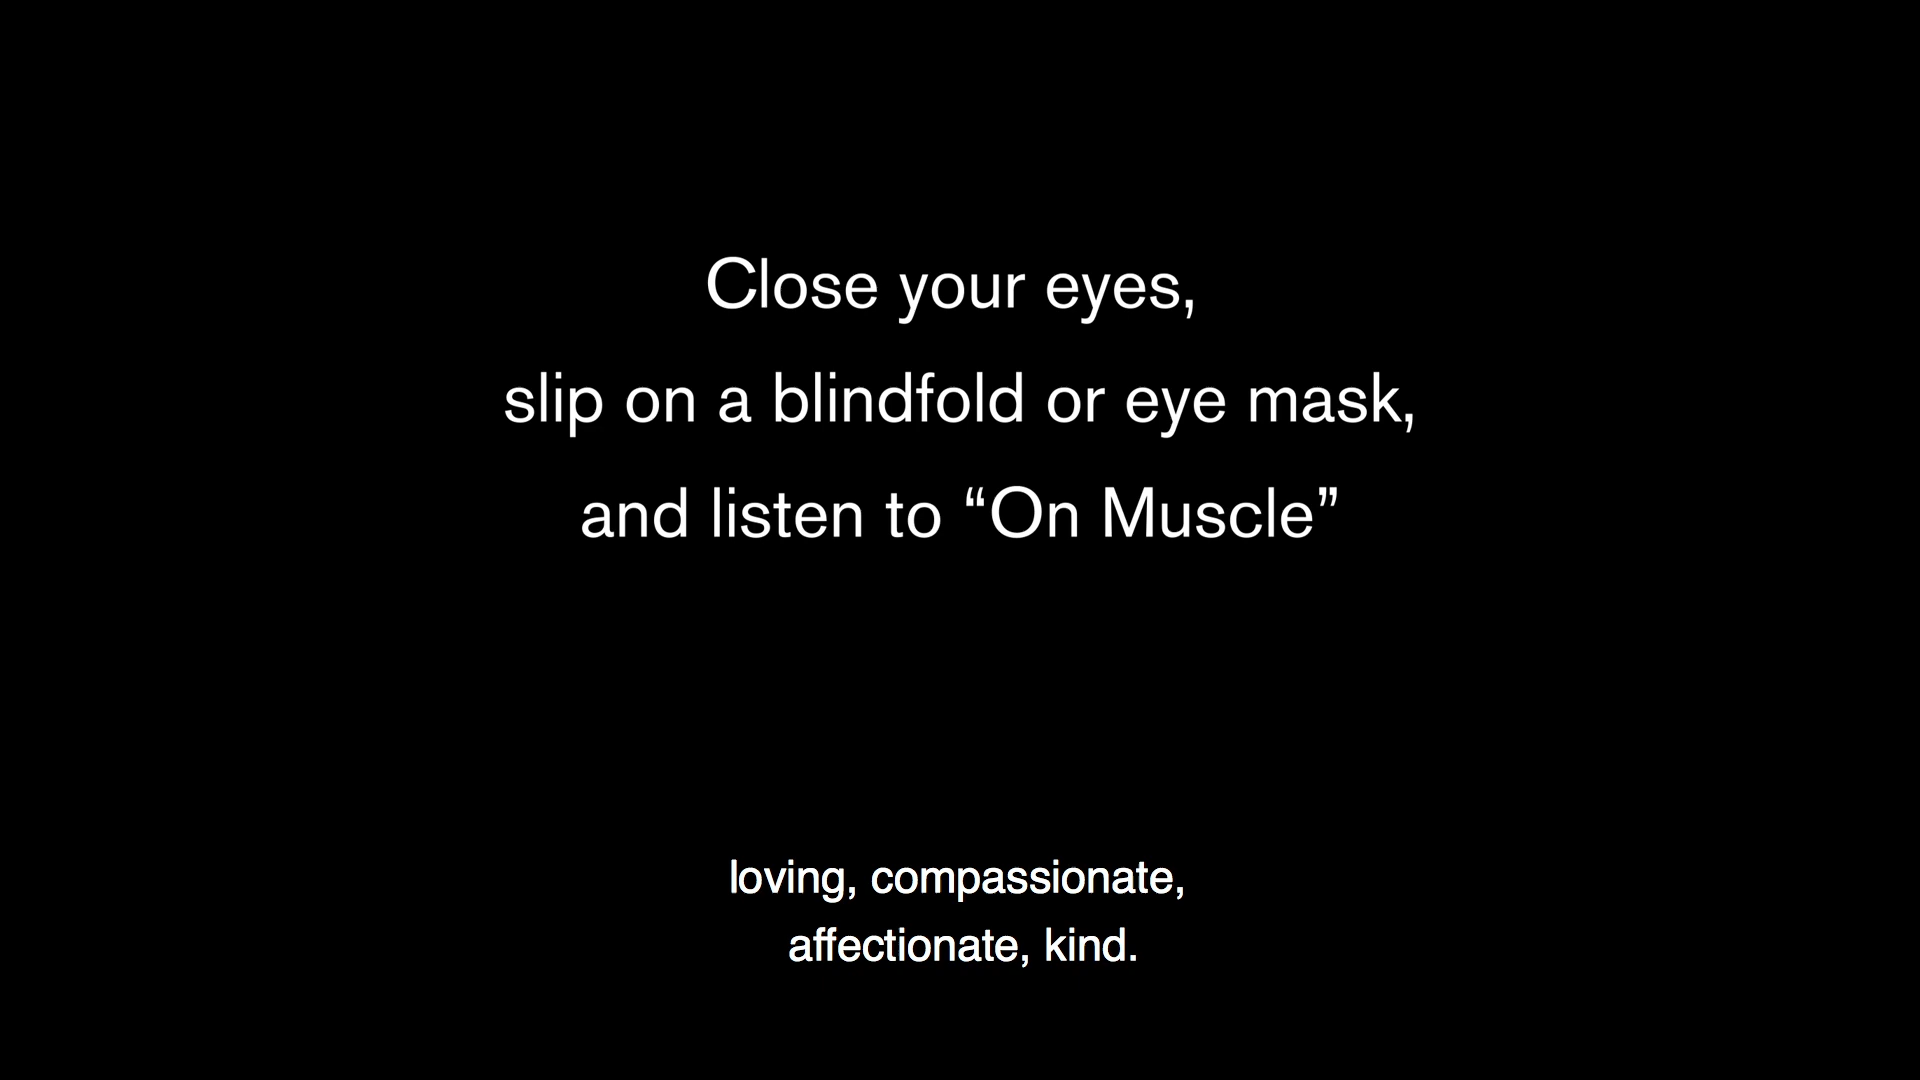 Close your eyes,
slip on a blindfold or eye mask,
and listen to “On Muscle”
loving, compassionate,
affectionate, kind.